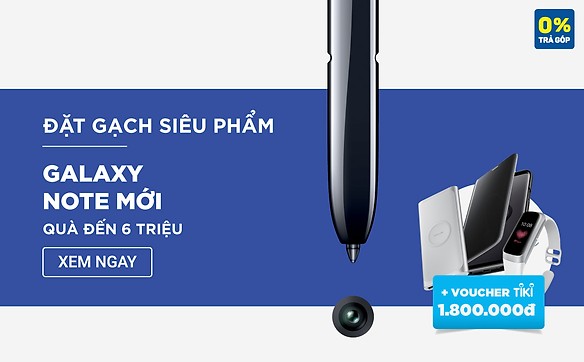 0%
TRẢ GÓP
ĐẶT GẠCH SIÊU PHẨM
GALAXY
NOTE MỚI
QUÀ ĐẾN 6 TRIỆU
XEM NGAY
+ VOUCHER TIKI
1.800.000đ